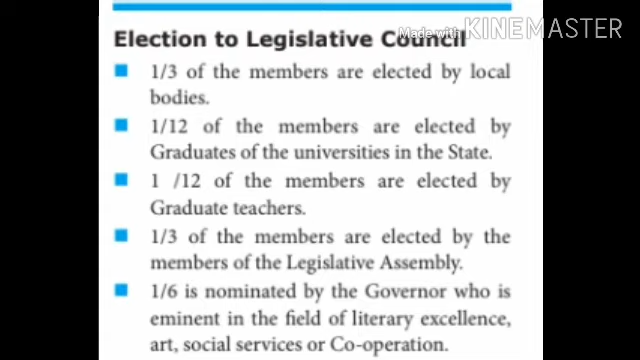 Made with KINEMASTER
Election to Legislative Council
■ 1/3 of the members are elected by local
bodies.
■ 1/12 of the members are elected by
Graduates of the universities in the State.
■ 1 /12 of the members are elected by
Graduate teachers.
■ 1/3 of the members are elected by the
members of the Legislative Assembly.
■ 1/6 is nominated by the Governor who is
eminent in the field of literary excellence,
art, social services or Co-operation.